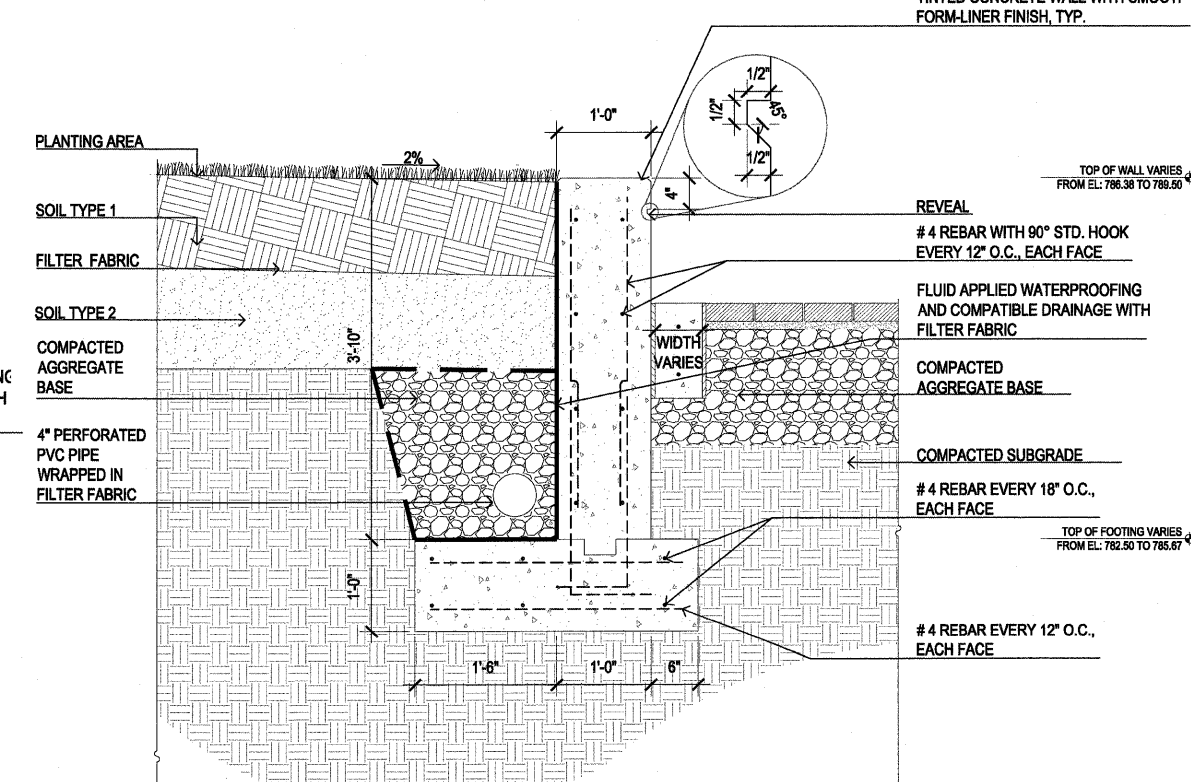 FORM-LINER FINISH, TYP.
1/2"
1/2"
45°
1/2"
1'-0"
PLANTING AREA
2%
4"
TOP OF WALL VARIES
FROM EL: 786.38 TO 789.50
SOIL TYPE 1
REVEAL
# 4 REBAR WITH 90° STD. HOOK
EVERY 12" O.C., EACH FACE
FILTER FABRIC
FLUID APPLIED WATERPROOFING
AND COMPATIBLE DRAINAGE WITH
FILTER FABRIC
SOIL TYPE 2
3'-10"
WIDTH
VARIES
COMPACTED
AGGREGATE
BASE
COMPACTED
AGGREGATE BASE
4" PERFORATED
PVC PIPE
WRAPPED IN
FILTER FABRIC
COMPACTED SUBGRADE
# 4 REBAR EVERY 18" O.C.,
EACH FACE
TOP OF FOOTING VARIES
FROM EL: 782.50 TO 785.67
1'-0"
# 4 REBAR EVERY 12" O.C.,
EACH FACE
1'-6"
1'-0"
6"